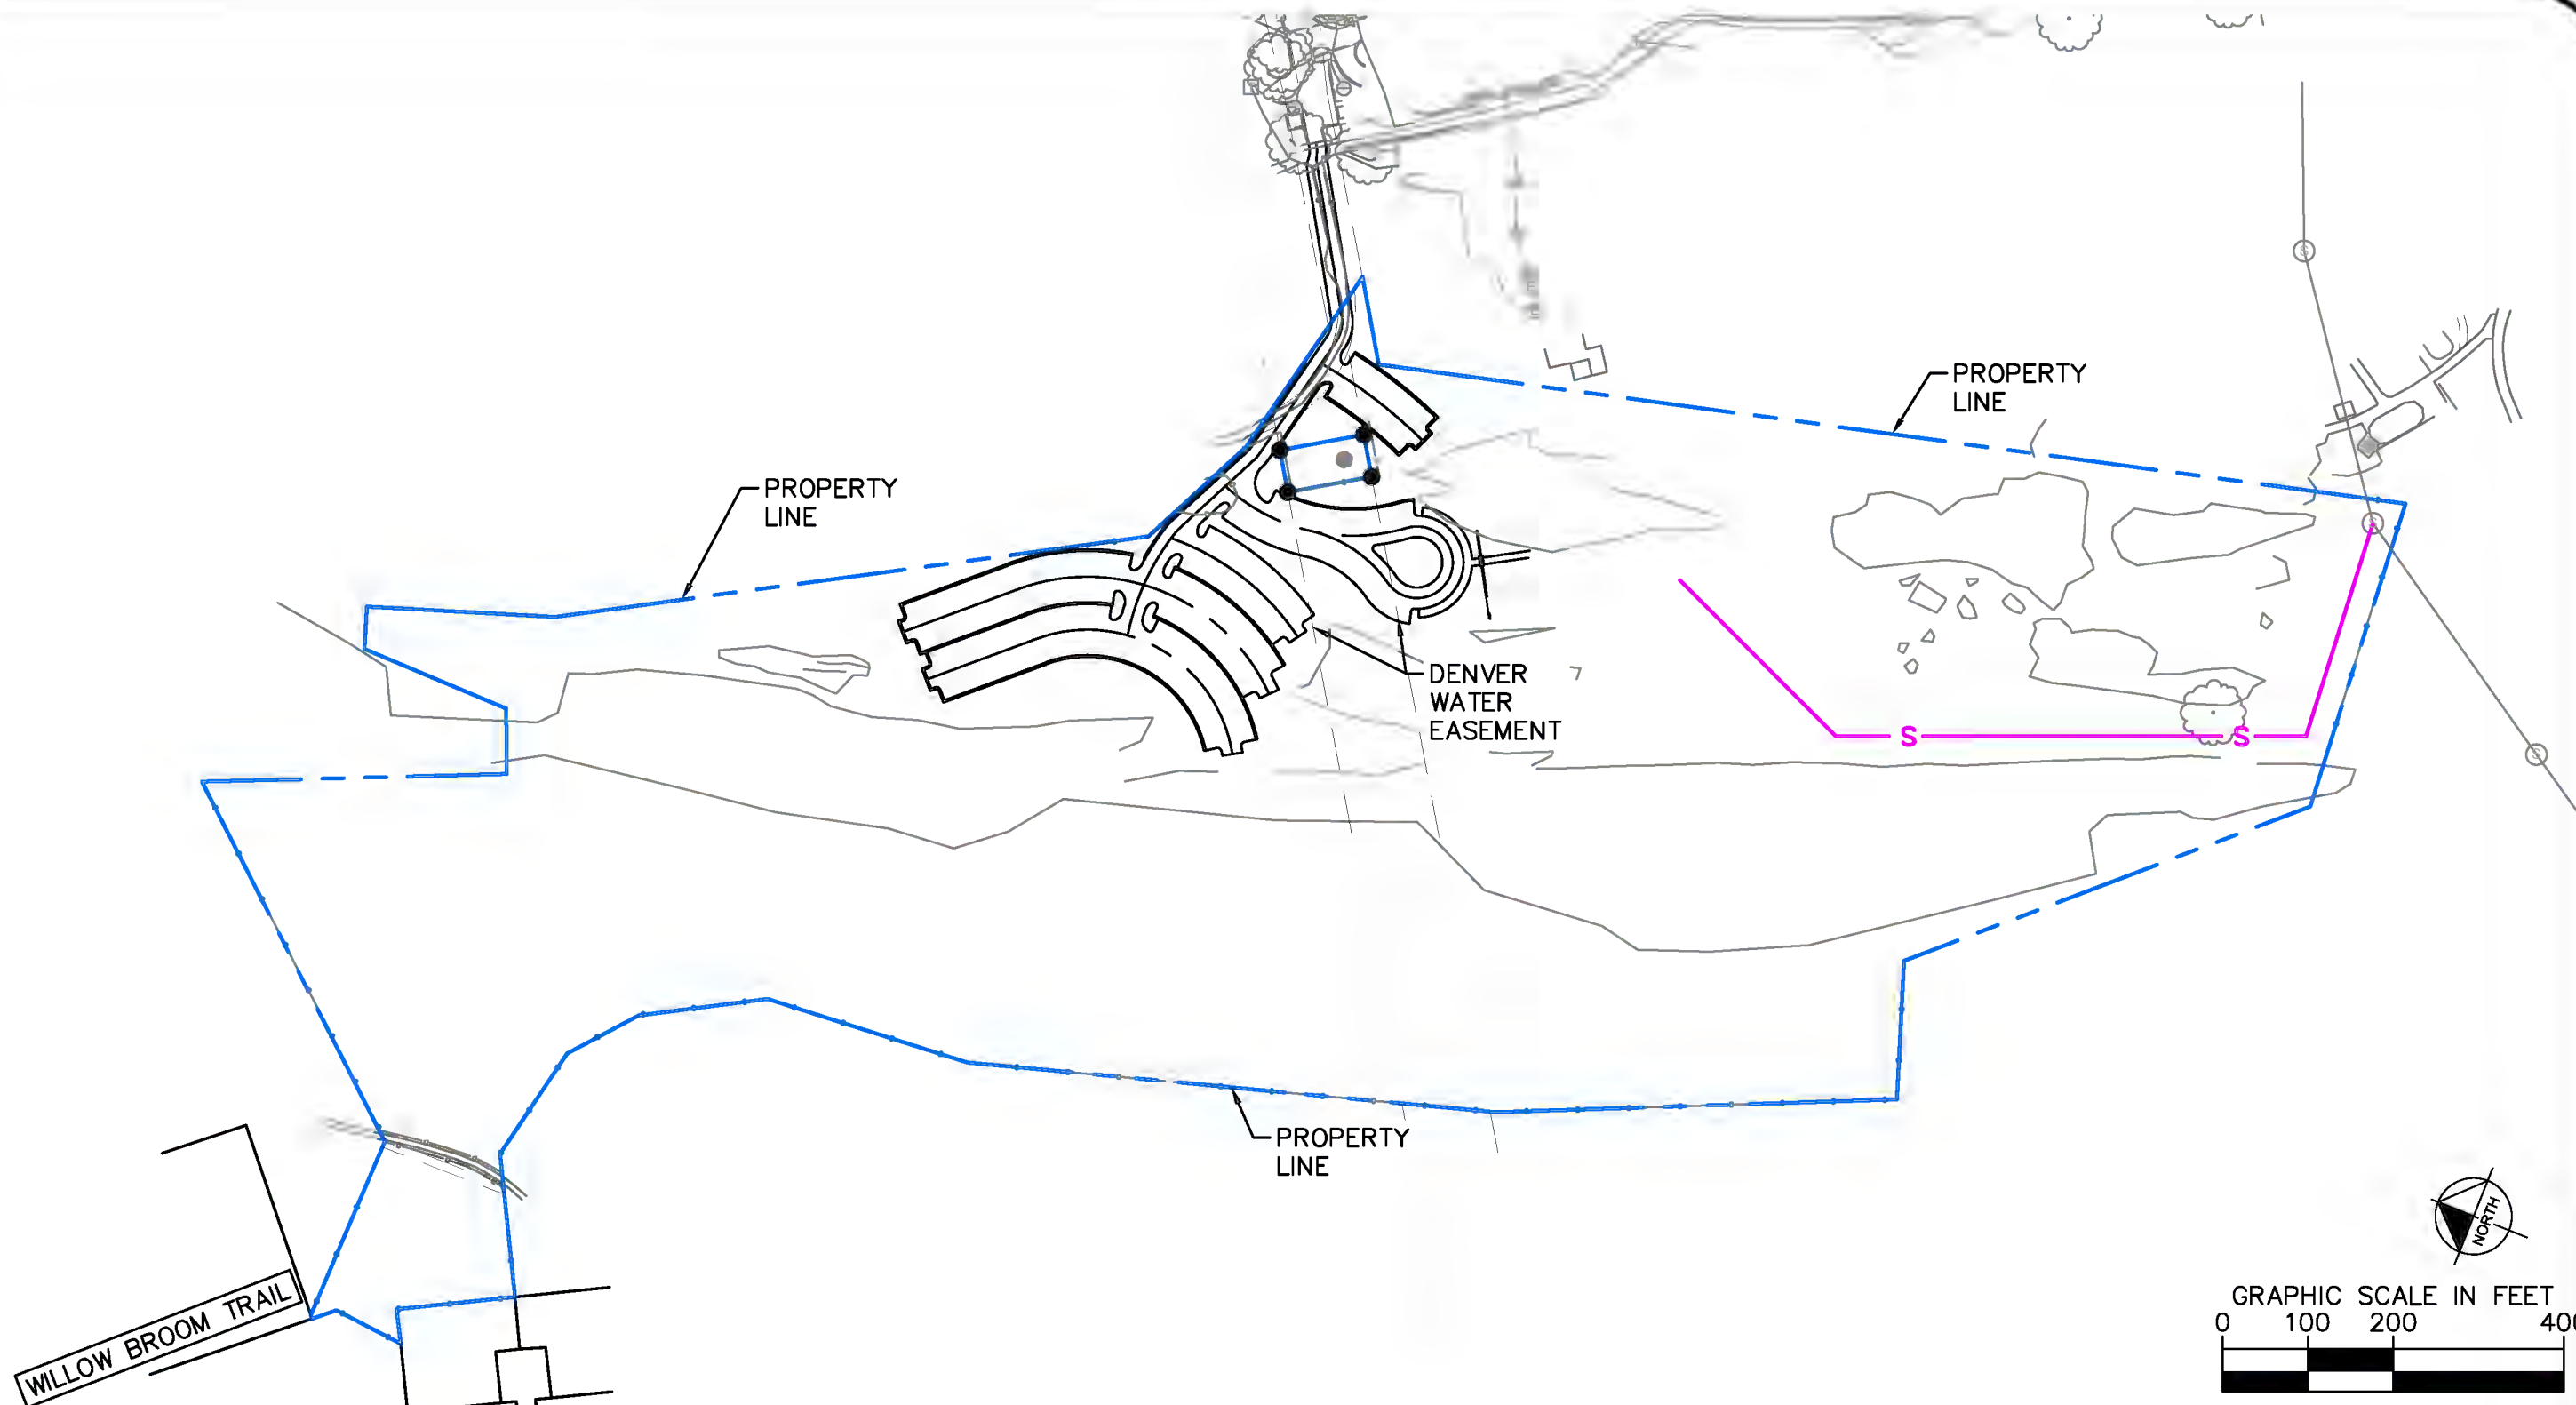 PROPERTY
LINE
PROPERTY
LINE
DENVER
WATER
EASEMENT
S
S
S
S
S
PROPERTY
LINE
NORTH
WILLOW BROOM TRAIL
GRAPHIC SCALE IN FEET
0 100 200 400